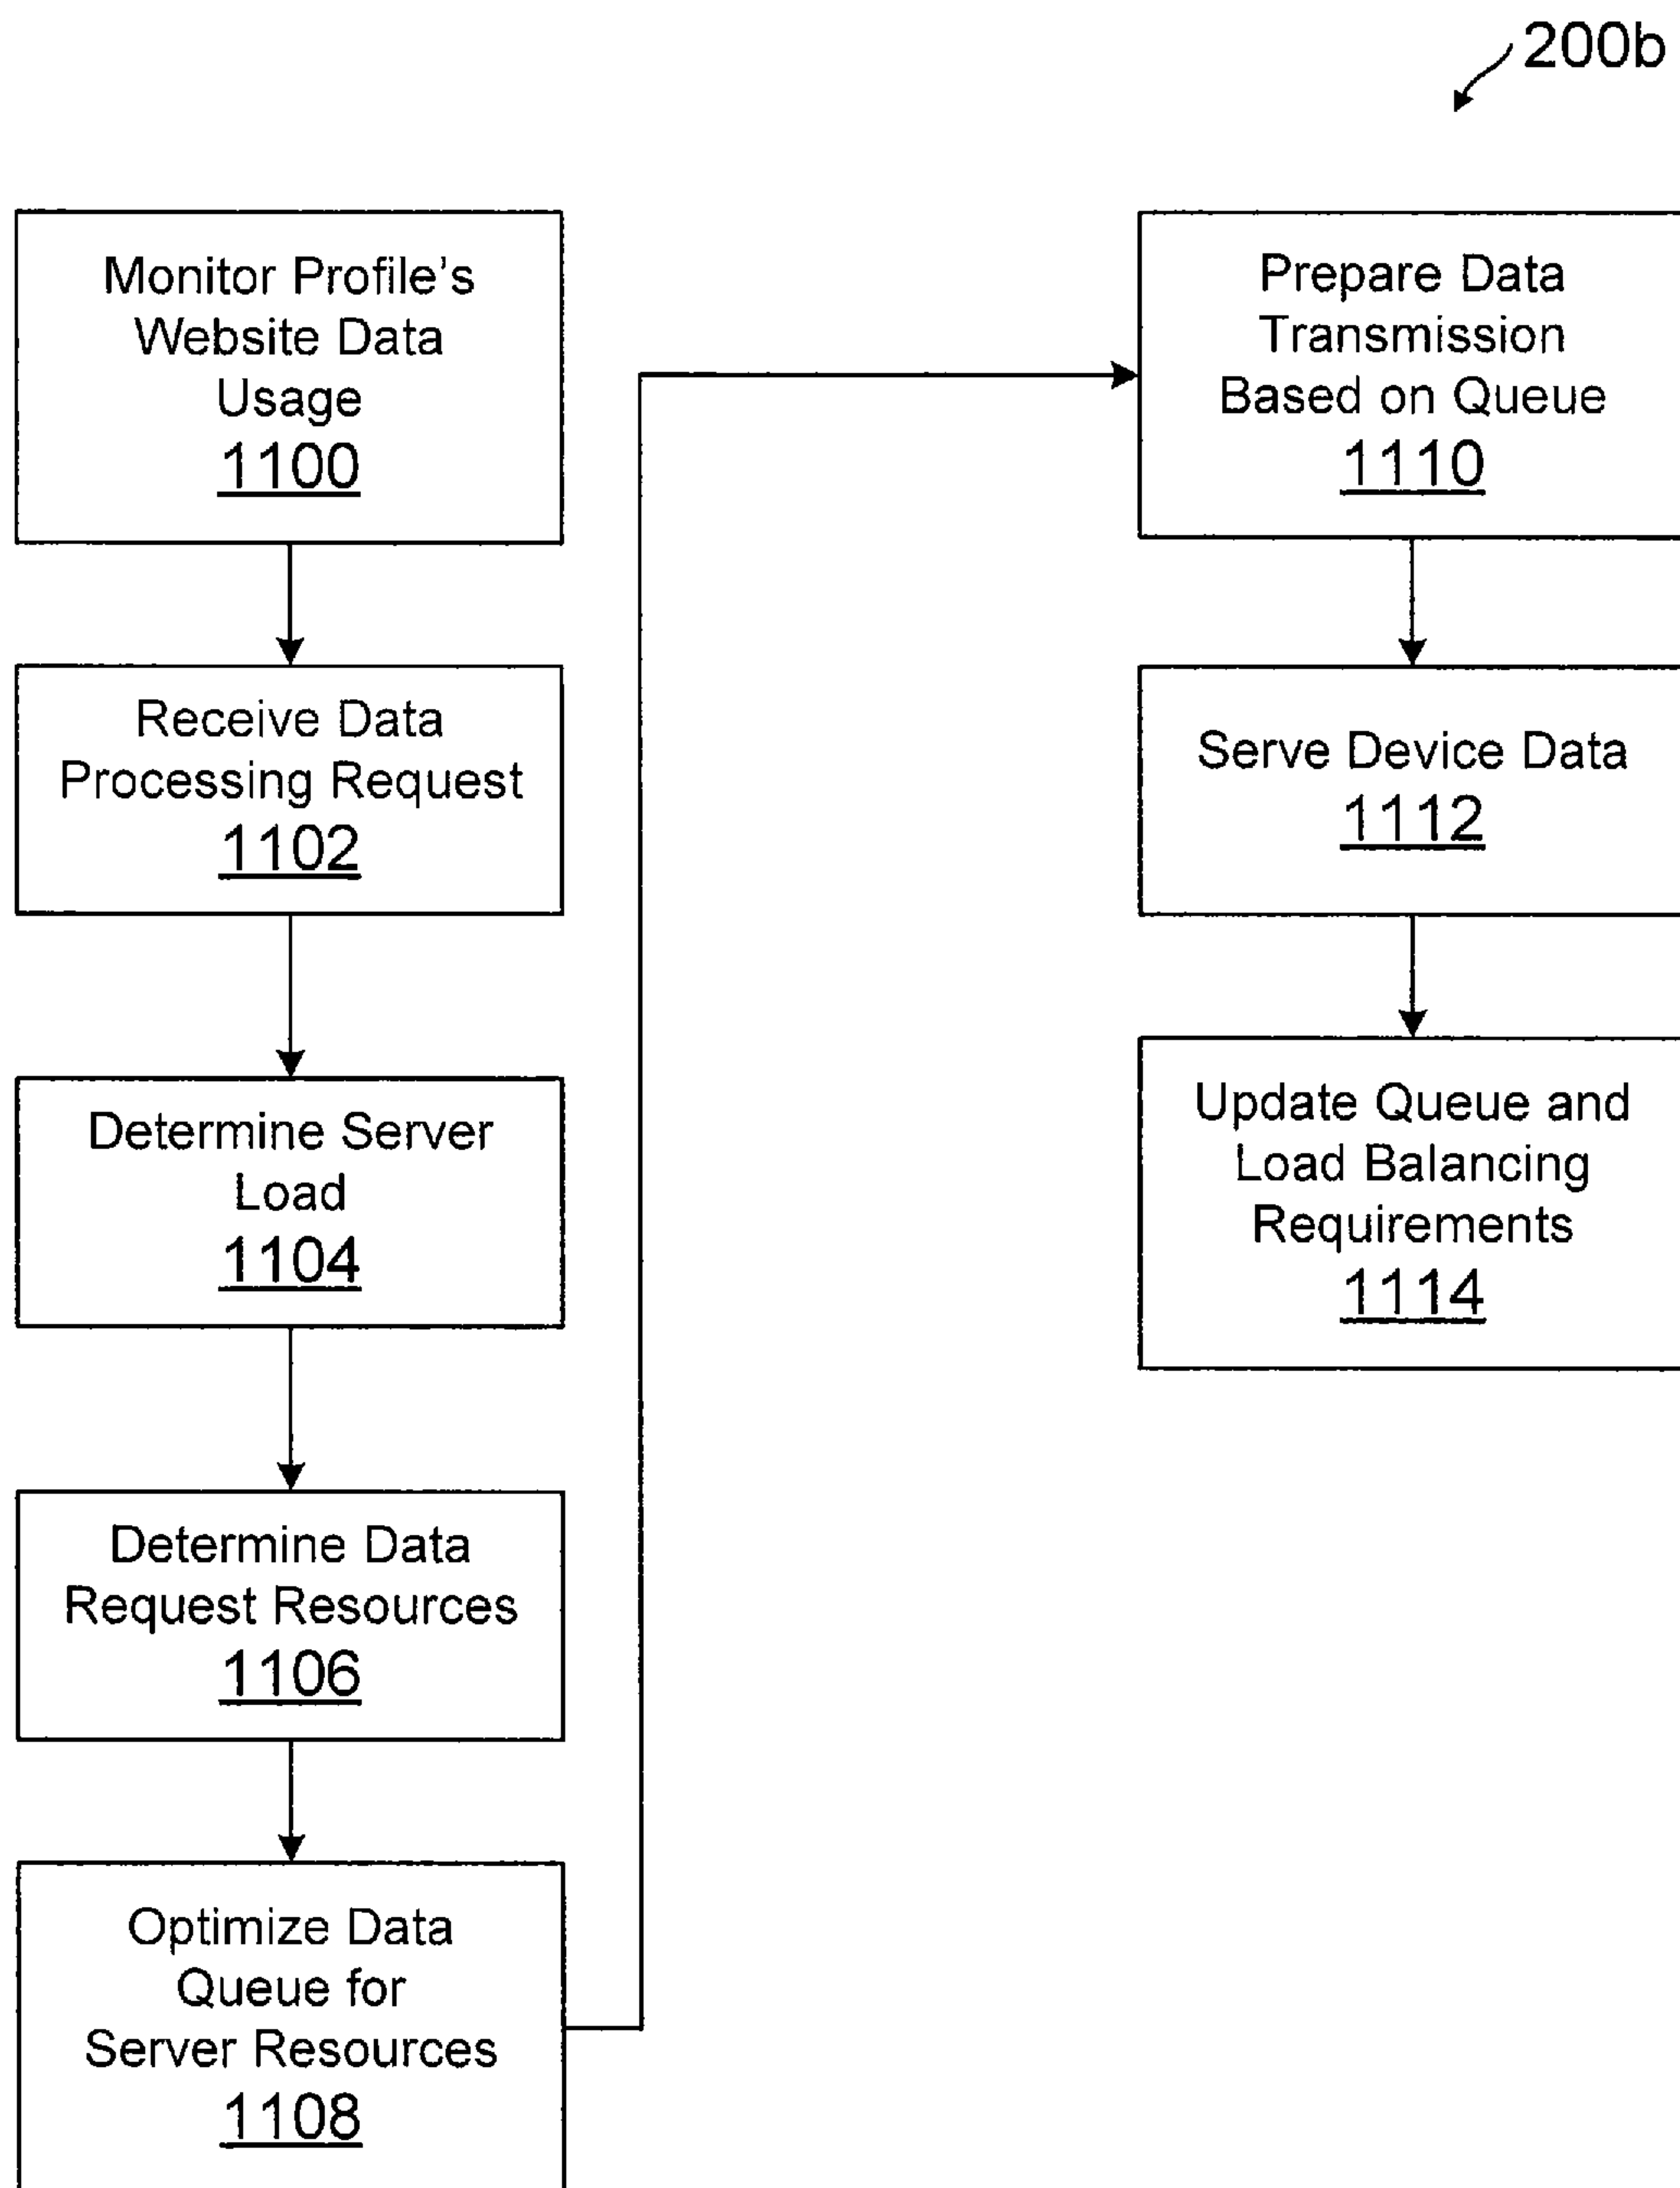 200b
Monitor Profile's
Website Data
Usage
1100
Receive Data
Processing Request
1102
Determine Server
Load
1104
Determine Data
Request Resources
1106
Optimize Data
Queue for
Server Resources
1108
Prepare Data
Transmission
Based on Queue
1110
Serve Device Data
1112
Update Queue and
Load Balancing
Requirements
1114